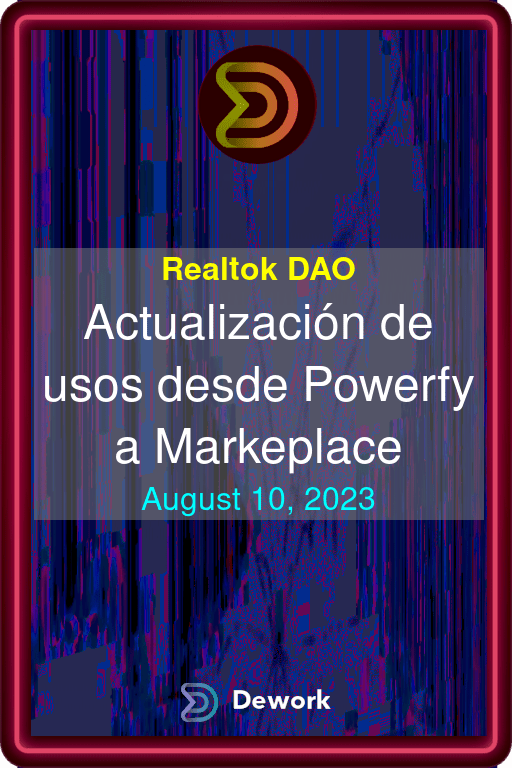 Realtok DAO
Actualización de
usos desde Powerfy
a Markeplace
August 10, 2023
Dework